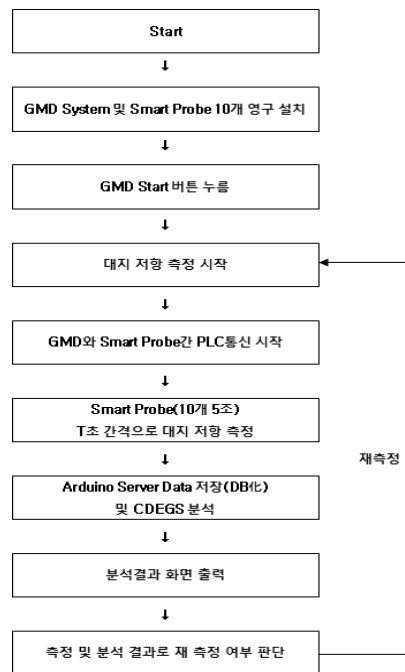 Start
GMD System 및 Smart Probe 10개 영구 설치
GMD Start 버튼 누름
대지 저항 측정 시작
GMD와 Smart Probe간 PLC통신 시작
Smart Probe(10개 5조)
T초 간격으로 대지 저항 측정
재측정
Arduino Server Data 저장(DB化)
및 CDEGS 분석
분석결과 화면 출력
측정 및 분석 결과로 재 측정 여부 판단